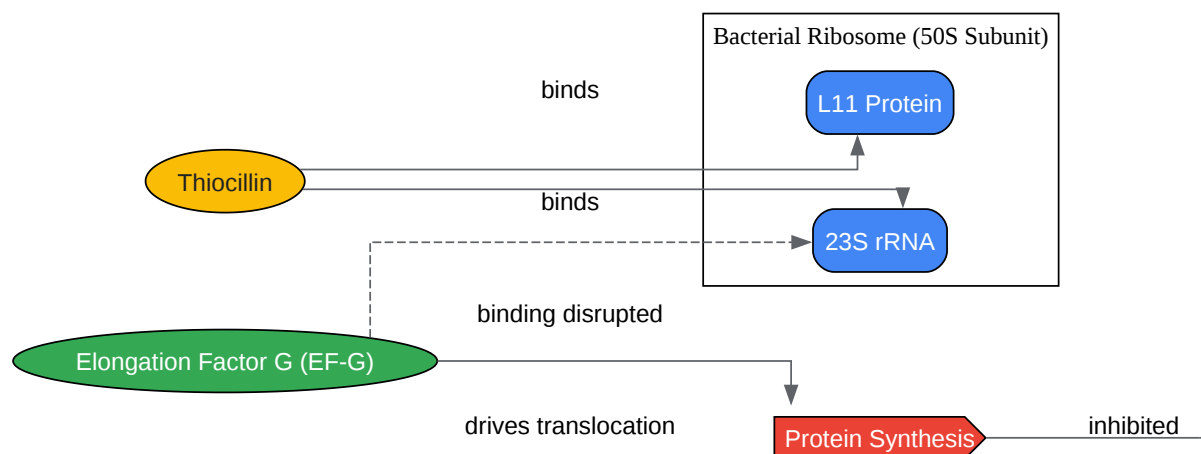 Bacterial Ribosome (50S Subunit)
binds
L11 Protein
Thiocillin
binds
23S rRNA
binding disrupted
Elongation Factor G (EF-G)
drives translocation
Protein Synthesis
inhibited